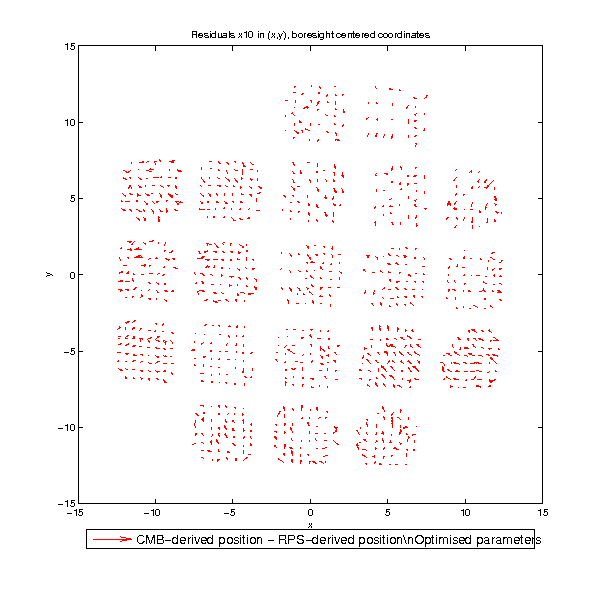 Residuals x10 in (x,y), boresight centered coordinates
15
10
5
0
−5
−10
−15
y
−15 −10 −5 0 5 10 15
x
CMB−derived position − RPS−derived position\nOptimised parameters